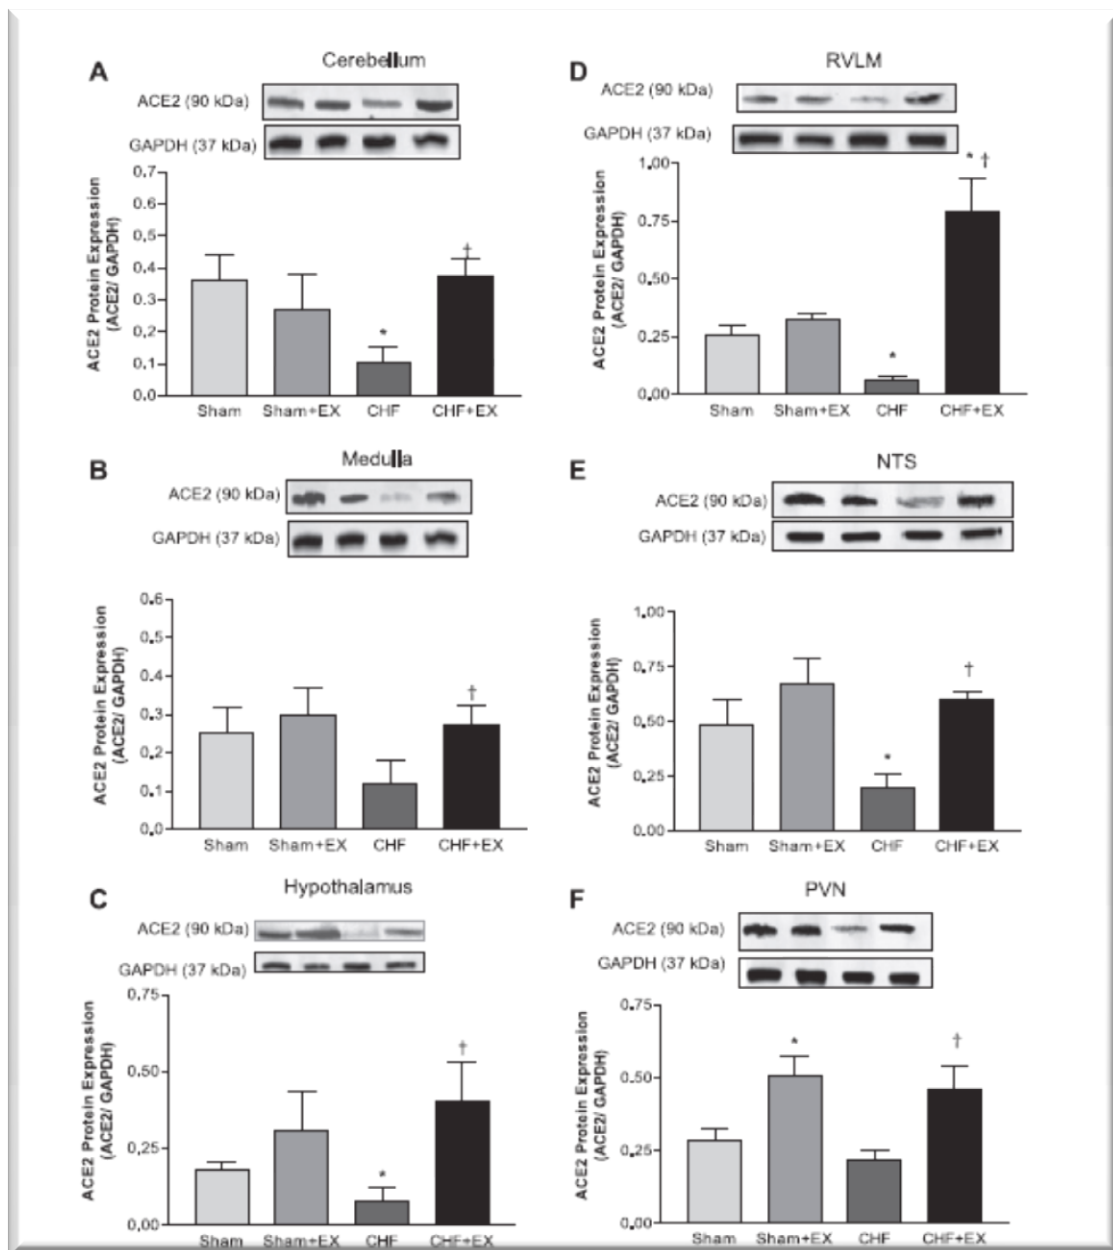 A
Cerebellum
ACE2 (90 kDa)
GAPDH (37 kDa)
ACE2 Protein Expression
(ACE2/ GAPDH)
0.7
0.6
0.5
0.4
0.3
0.2
0.1
0.0
*
†
Sham Sham+EX CHF CHF+EX
B
Medulla
ACE2 (90 kDa)
GAPDH (37 kDa)
ACE2 Protein Expression
(ACE2/ GAPDH)
0.6
0.5
0.4
0.3
0.2
0.1
0.0
†
Sham Sham+EX CHF CHF+EX
C
Hypothalamus
ACE2 (90 kDa)
GAPDH (37 kDa)
ACE2 Protein Expression
(ACE2/ GAPDH)
0.75
0.50
0.25
0.00
*
†
Sham Sham+EX CHF CHF+EX
D
RVLM
ACE2 (90 kDa)
GAPDH (37 kDa)
ACE2 Protein Expression
(ACE2/ GAPDH)
1.00
0.75
0.50
0.25
0.00
*
* †
Sham Sham+EX CHF CHF+EX
E
NTS
ACE2 (90 kDa)
GAPDH (37 kDa)
ACE2 Protein Expression
(ACE2/ GAPDH)
1.00
0.75
0.50
0.25
0.00
*
†
Sham Sham+EX CHF CHF+EX
F
PVN
ACE2 (90 kDa)
GAPDH (37 kDa)
ACE2 Protein Expression
(ACE2/ GAPDH)
0.75
0.50
0.25
0.00
*
†
Sham Sham+EX CHF CHF+EX